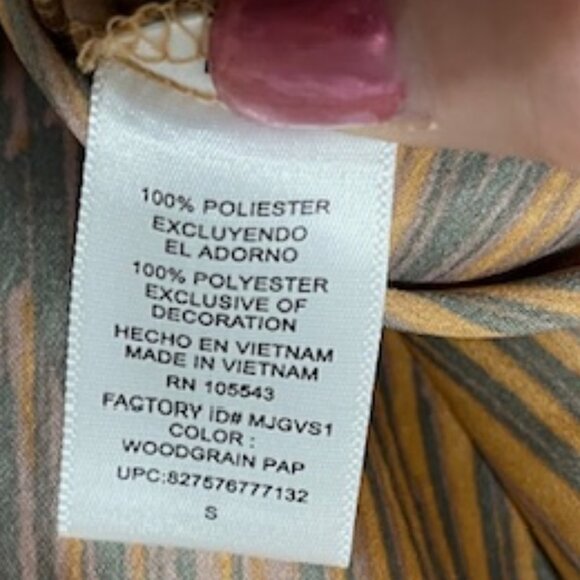 100% POLIESTER
EXCLUYENDO
EL ADORNO
100% POLYESTER
EXCLUSIVE OF
DECORATION
HECHO EN VIETNAM
MADE IN VIETNAM
RN 105543
FACTORY ID# MJGVS1
COLOR :
WOODGRAIN PAP
UPC:827576777132
S